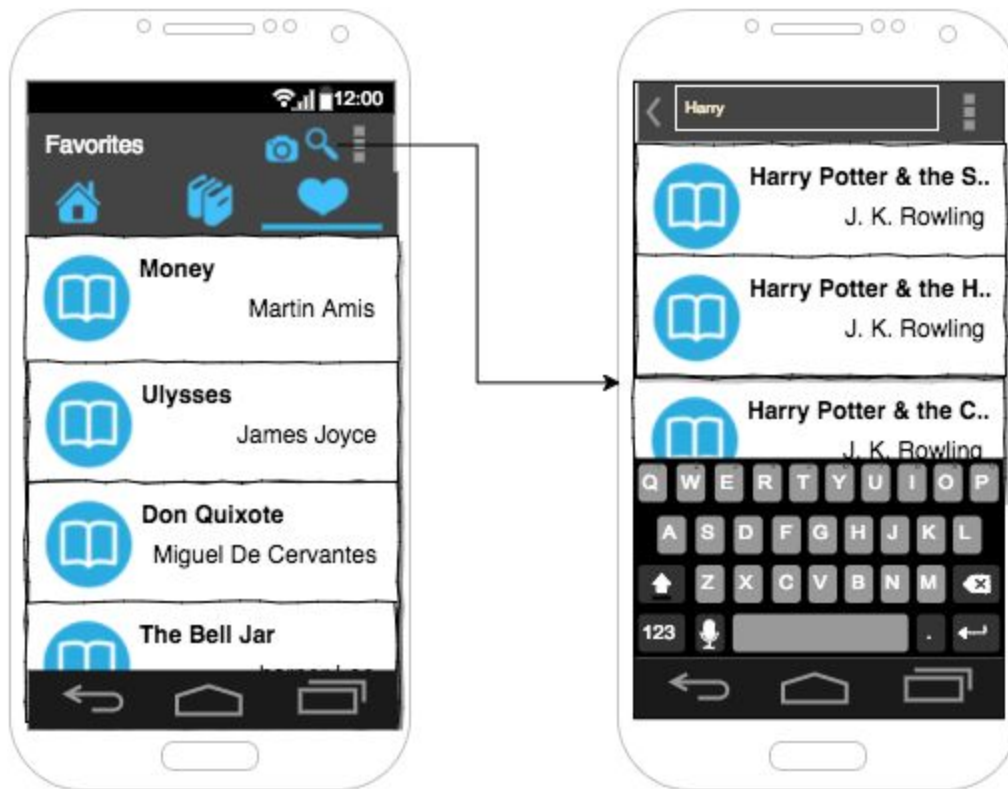 12:00
Favorites
Money
Martin Amis
Ulysses
James Joyce
Don Quixote
Miguel De Cervantes
The Bell Jar
Harry
Harry Potter & the S..
J. K. Rowling
Harry Potter & the H..
J. K. Rowling
Harry Potter & the C..
J. K. Rowling
Q W E R T Y U I O P
A S D F G H J K L
Z X C V B N M
123 .